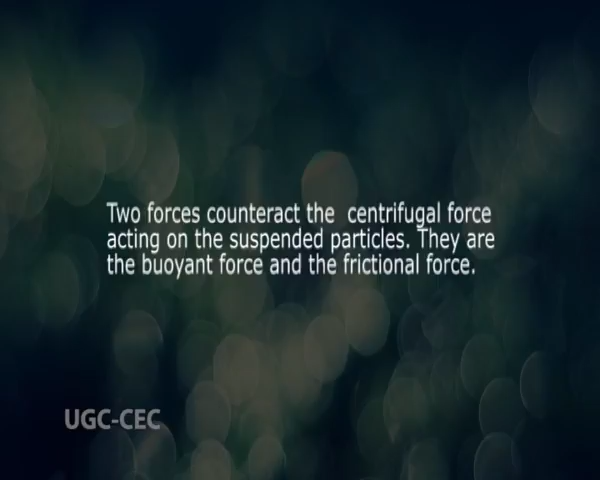 Two forces counteract the  centrifugal force
acting on the suspended particles. They are
the buoyant force and the frictional force.
UGC-CEC